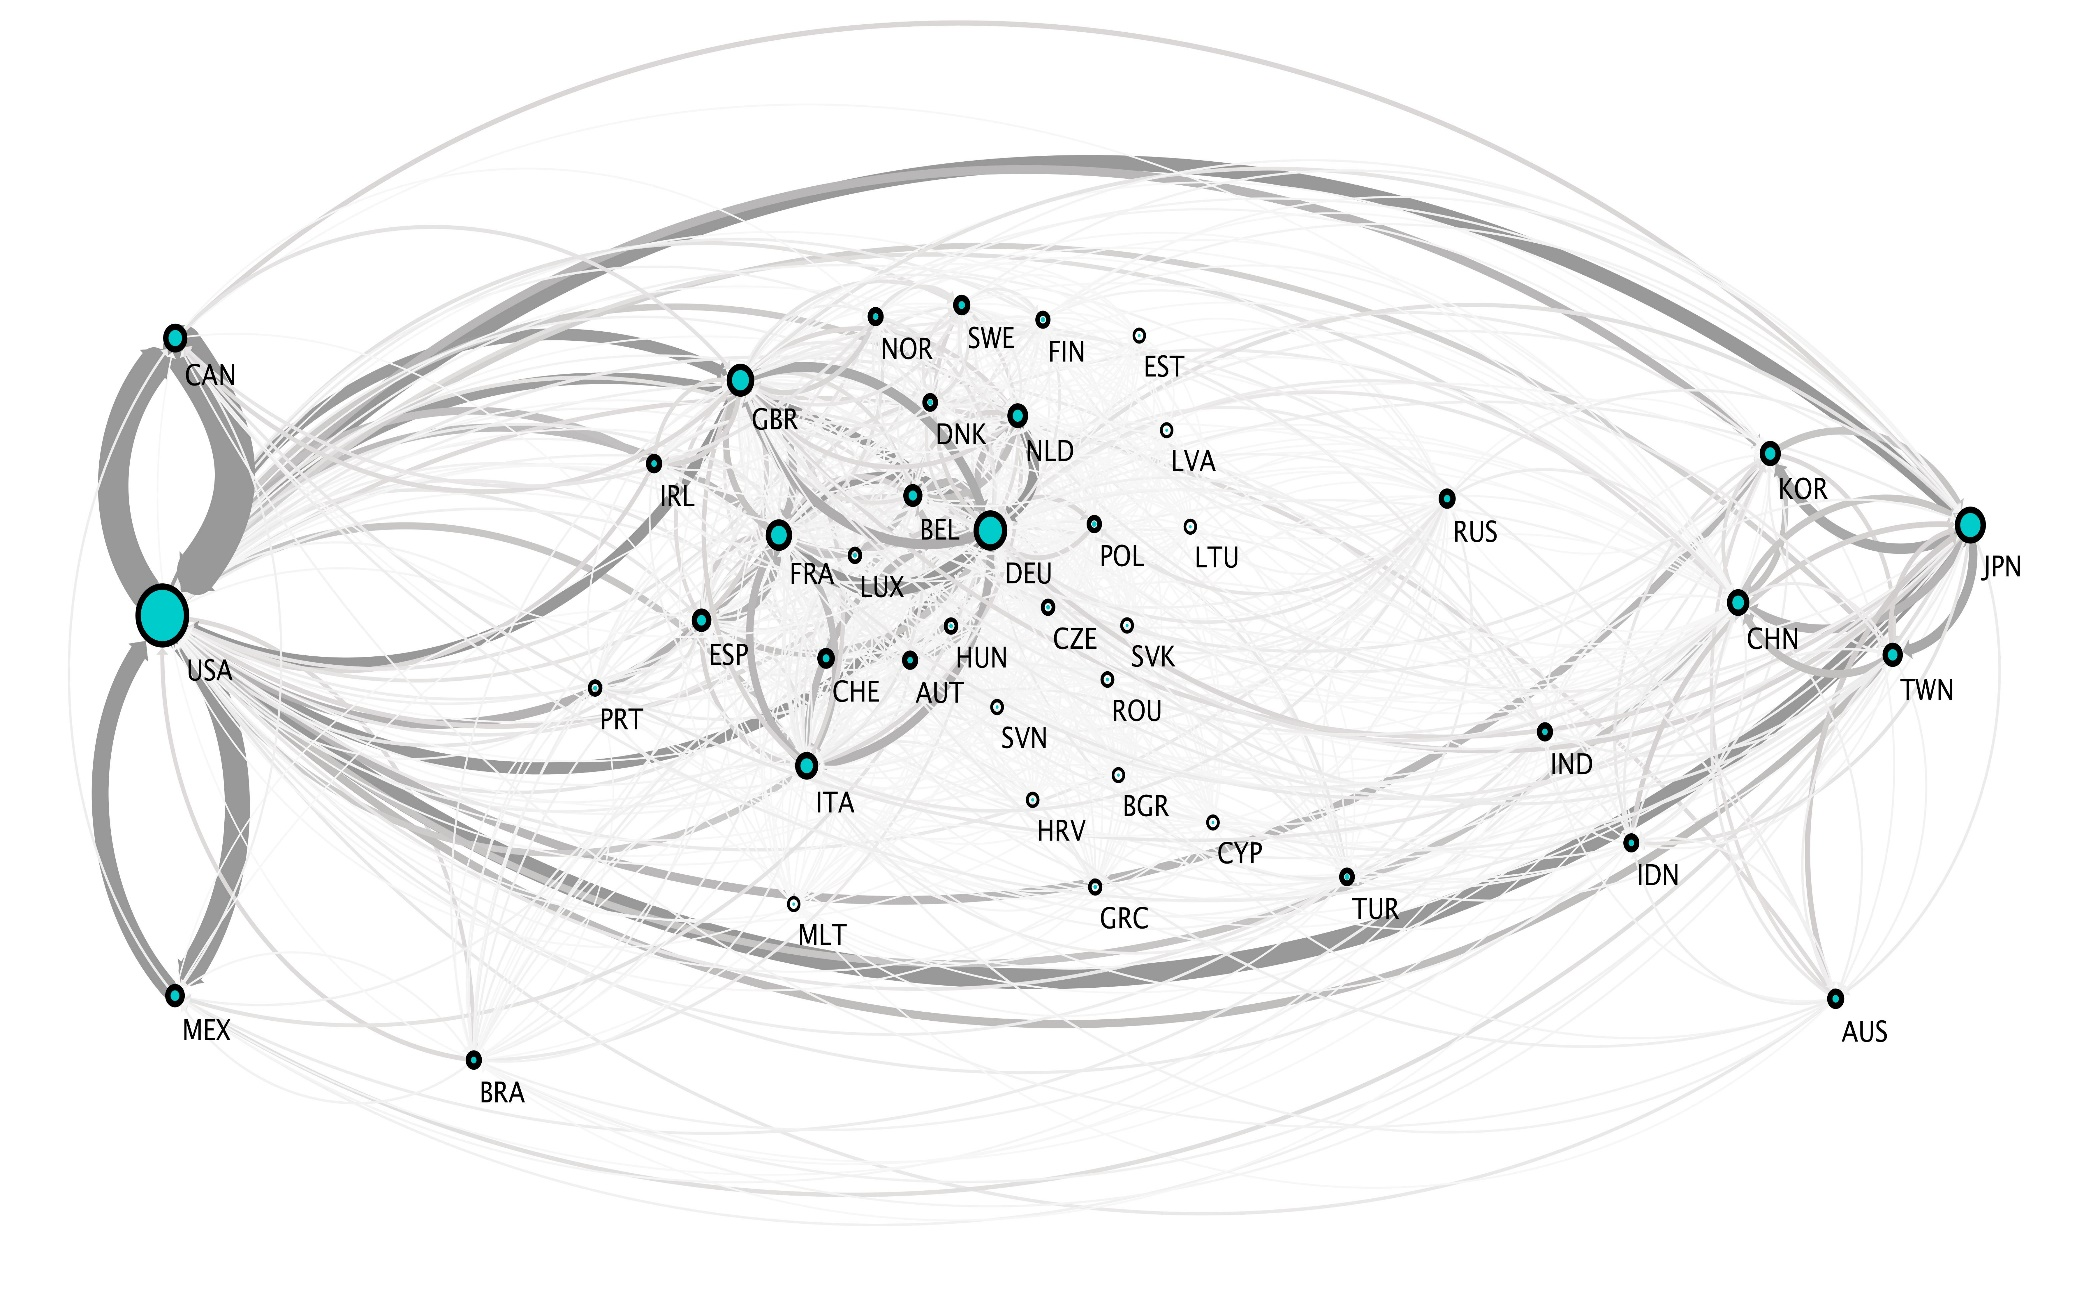 SWE
NOR
FIN
EST
CAN
GBR
DNK
NLD
LVA
IRL
KOR
BEL
RUS
POL
LTU
FRA
LUX
DEU
JPN
CZE
CHN
ESP
HUN
SVK
USA
CHE
AUT
TWN
PRT
ROU
SVN
IND
ITA
BGR
HRV
CYP
IDN
TUR
GRC
MLT
MEX
AUS
BRA